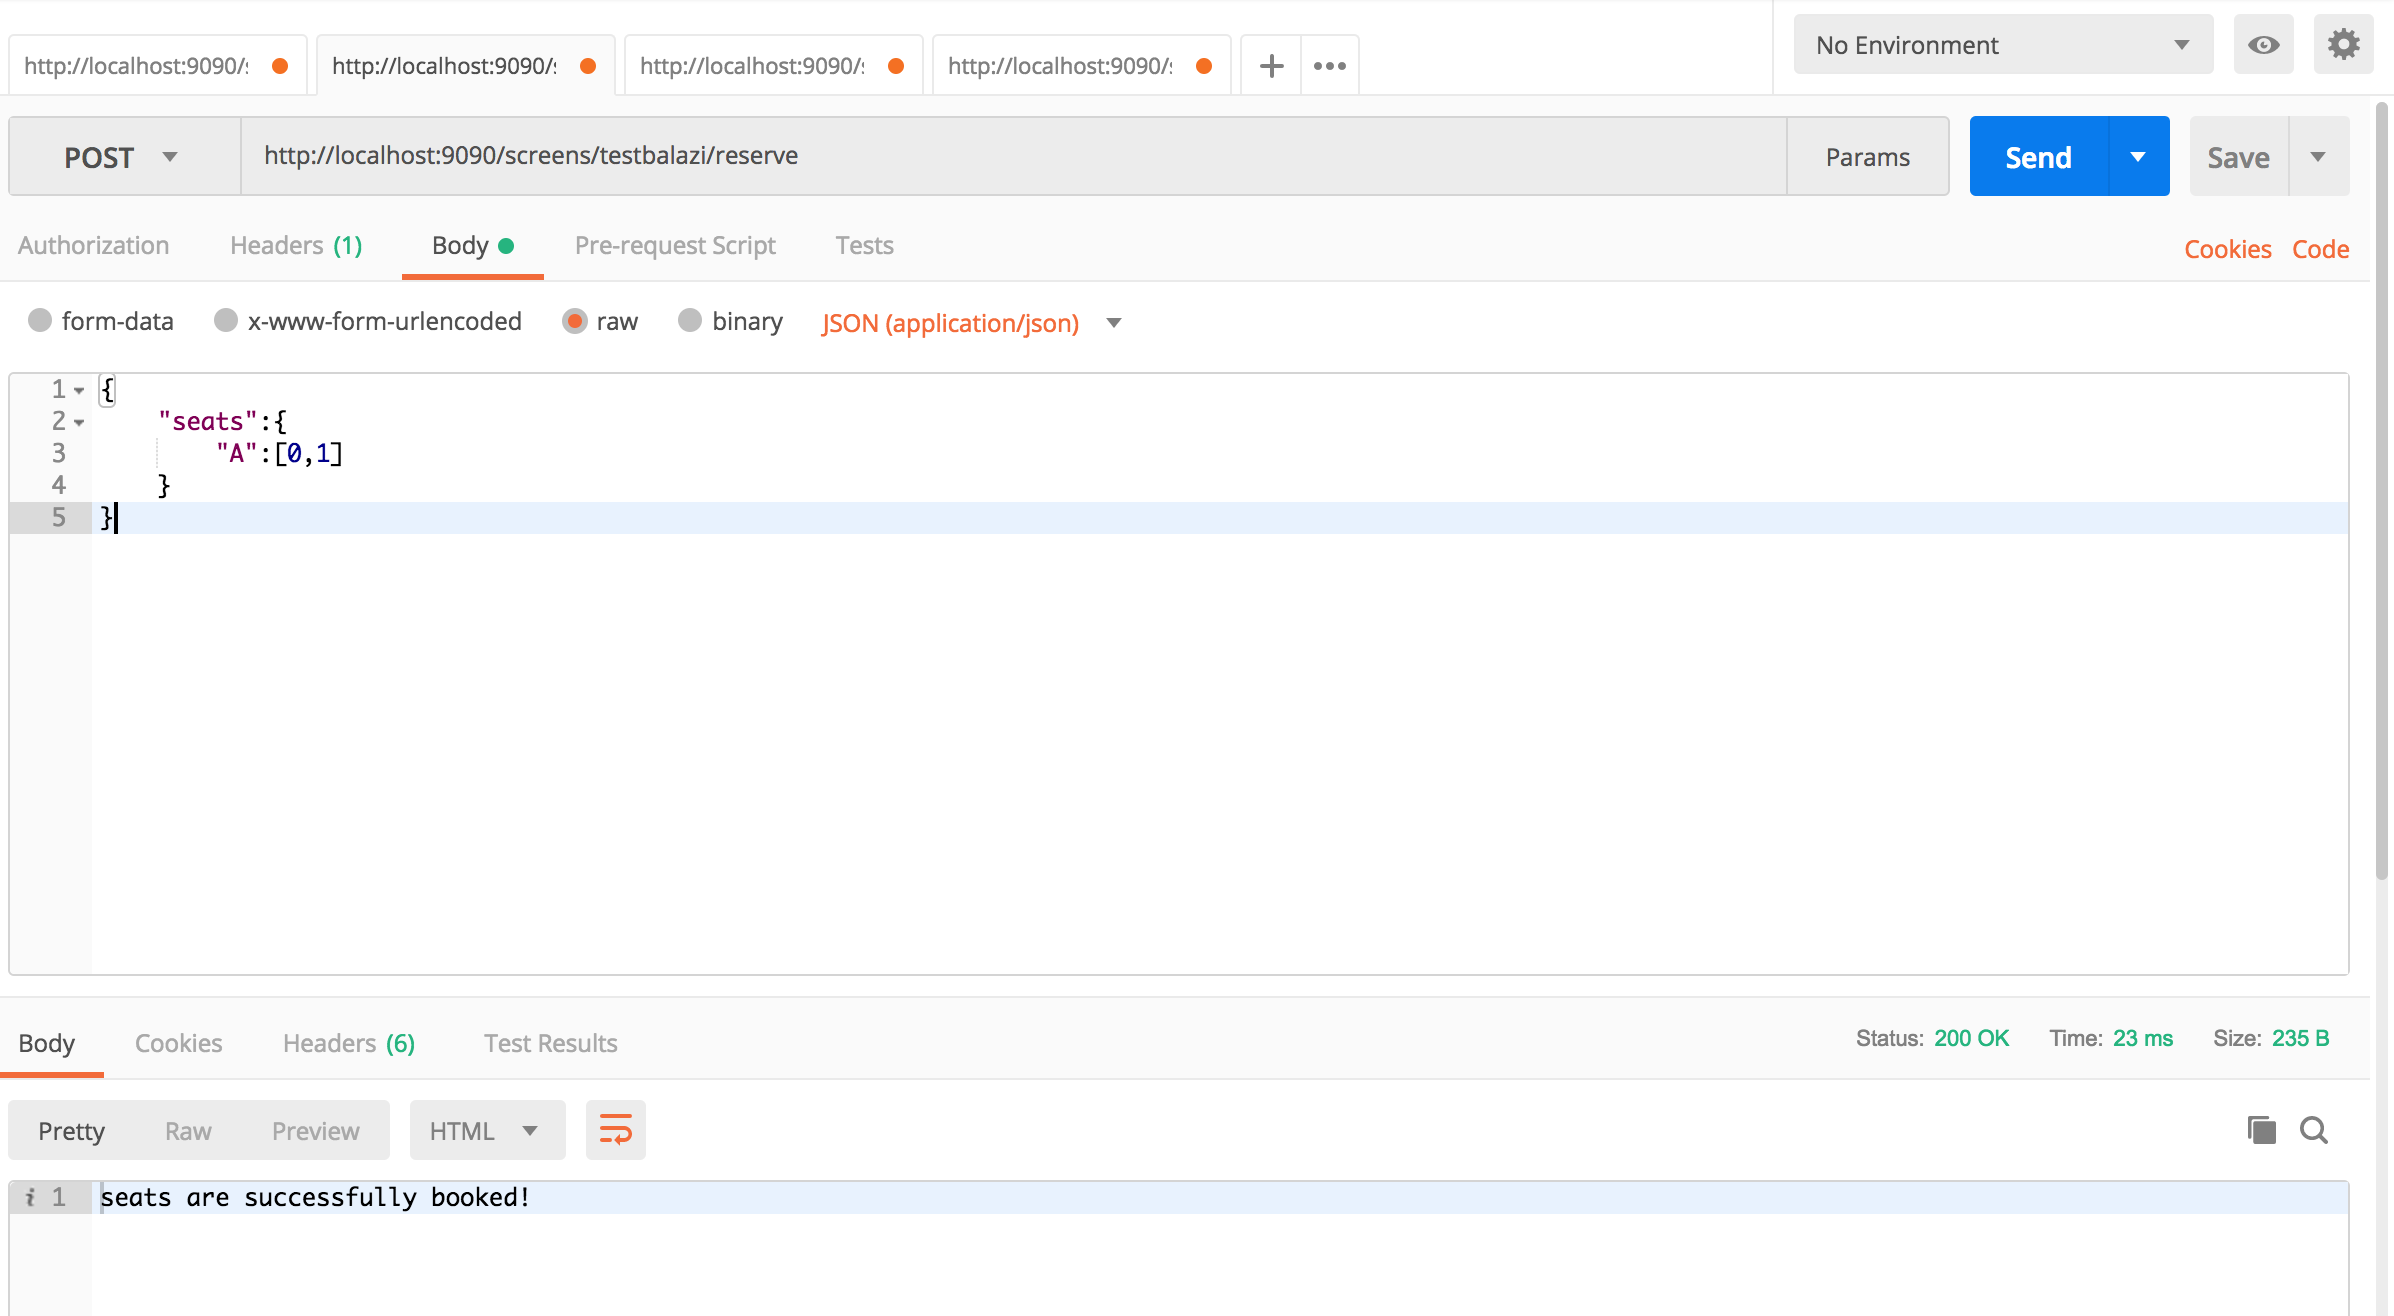 http://localhost:9090/s http://localhost:9090/s http://localhost:9090/s http://localhost:9090/s No Environment
POST http://localhost:9090/screens/testbalazi/reserve Params Send Save
Authorization Headers (1) Body Pre-request Script Tests Cookies Code
form-data x-www-form-urlencoded raw binary JSON (application/json)
1 {
2 "seats":{
3 "A":[0,1]
4 }
5 }
Body Cookies Headers (6) Test Results Status: 200 OK Time: 23 ms Size: 235 B
Pretty Raw Preview HTML
i 1 seats are successfully booked!